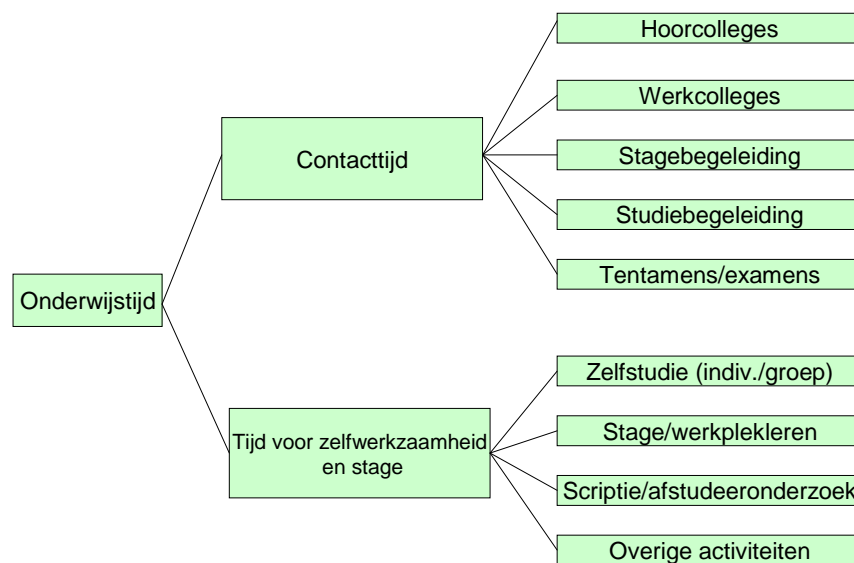 Onderwijstijd
Contacttijd
Hoorcolleges
Werkcolleges
Stagebegeleiding
Studiebegeleiding
Tentamens/examens
Tijd voor zelfwerkzaamheid
en stage
Zelfstudie (indiv./groep)
Stage/werkplekleren
Scriptie/afstudeeronderzoek
Overige activiteiten